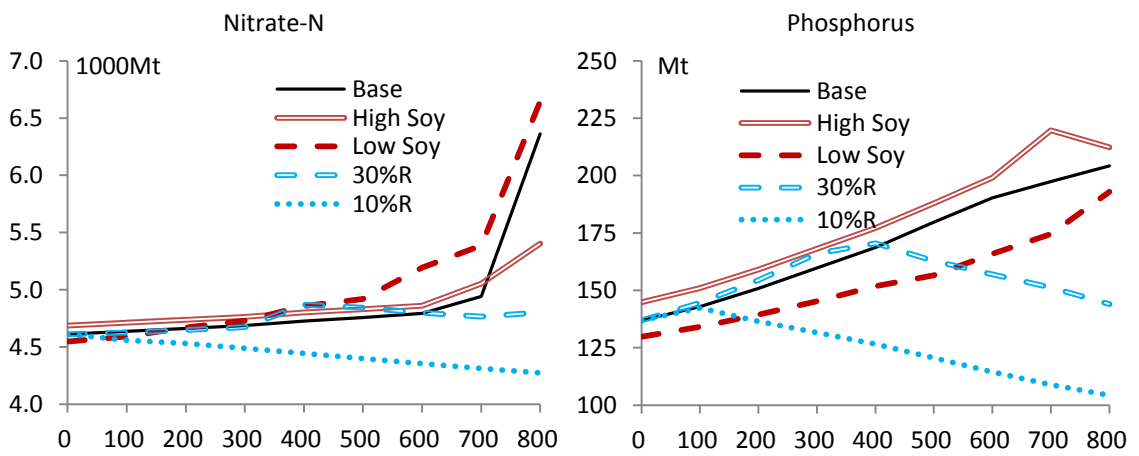 Nitrate-N
7.0
1000Mt
6.5
6.0
5.5
5.0
4.5
4.0
Base
High Soy
Low Soy
30%R
10%R
0 100 200 300 400 500 600 700 800
Phosphorus
250
Mt
225
200
175
150
125
100
Base
High Soy
Low Soy
30%R
10%R
0 100 200 300 400 500 600 700 800